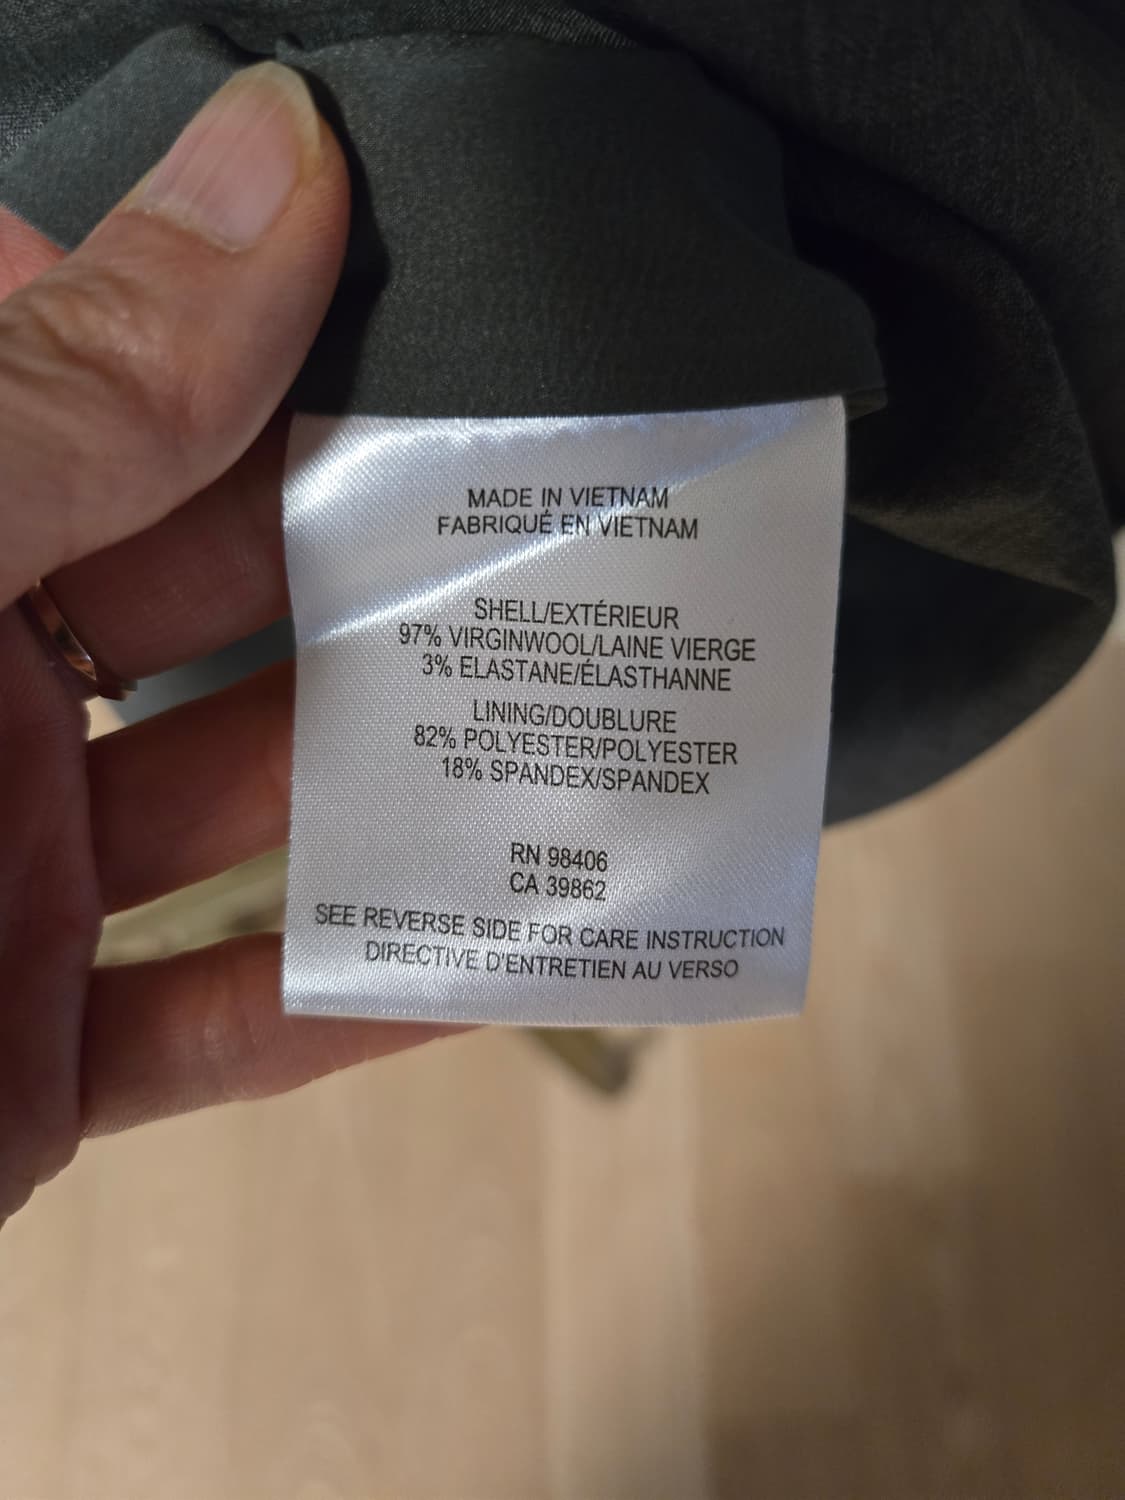 MADE IN VIETNAM
FABRIQUÉ EN VIETNAM
SHELL/EXTÉRIEUR
97% VIRGINWOOL/LAINE VIERGE
3% ELASTANE/ÉLASTHANNE
LINING/DOUBLURE
82% POLYESTER/POLYESTER
18% SPANDEX/SPANDEX
RN 98406
CA 39862
SEE REVERSE SIDE FOR CARE INSTRUCTION
DIRECTIVE D'ENTRETIEN AU VERSO